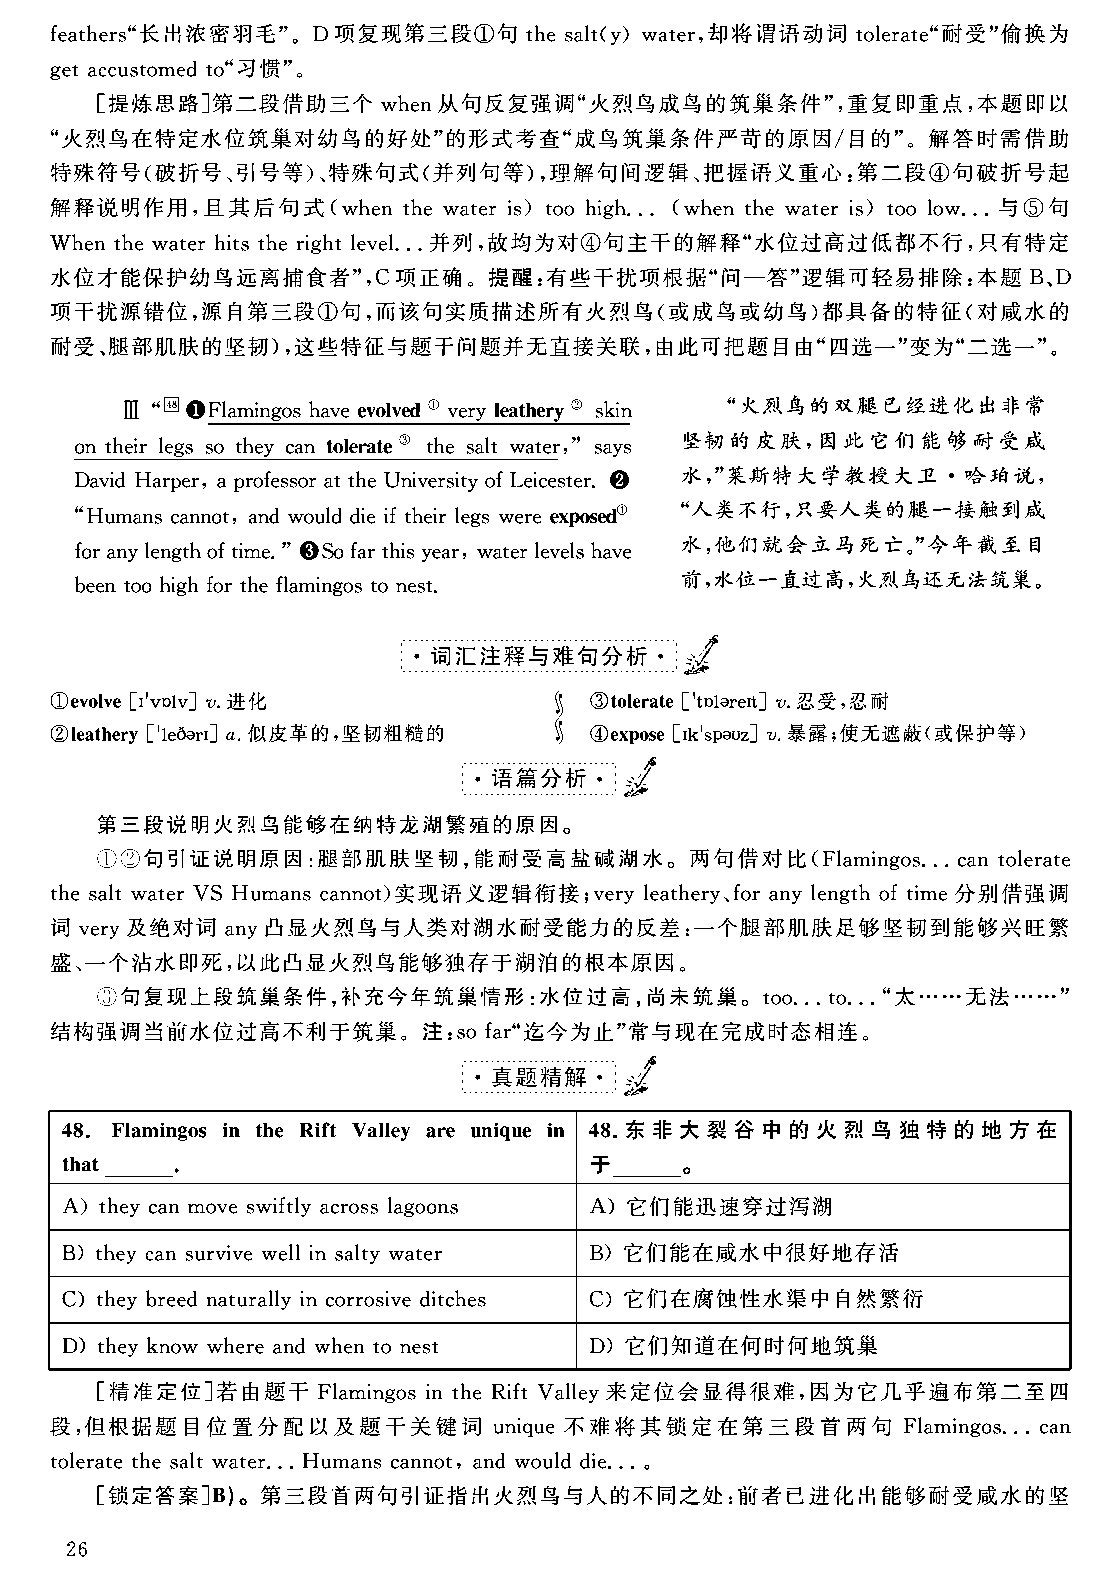 feathers“长出浓密羽毛”。D项复现第三段①句 the salt(y) water,却将谓语动词 tolerate“耐受”偷换为
get accustomed to“习惯”。
[提炼思路]第二段借助三个 when 从句反复强调“火烈鸟成鸟的筑巢条件”,重复即重点,本题即以
“火烈鸟在特定水位筑巢对幼鸟的好处”的形式考查“成鸟筑巢条件严苛的原因/目的”。解答时需借助
特殊符号(破折号、引号等)、特殊句式(并列句等),理解句间逻辑、把握语义重心:第二段④句破折号起
解释说明作用,且其后句式(when the water is) too high... (when the water is) too low...与⑤句
When the water hits the right level...并列,故均为对④句主干的解释“水位过高过低都不行,只有特定
水位才能保护幼鸟远离捕食者”,C项正确。提醒:有些干扰项根据“问—答”逻辑可轻易排除:本题 B、D
项干扰源错位,源自第三段①句,而该句实质描述所有火烈鸟(或成鸟或幼鸟)都具备的特征(对咸水的
耐受、腿部肌肤的坚韧),这些特征与题干问题并无直接关联,由此可把题目由“四选一”变为“二选一”。
Ⅲ “48 ❶Flamingos have evolved① very leathery② skin
on their legs so they can tolerate③ the salt water,” says
David Harper, a professor at the University of Leicester. ❷
“Humans cannot, and would die if their legs were exposed①
for any length of time.” ❸So far this year, water levels have
been too high for the flamingos to nest.
“火烈鸟的双腿已经进化出非常
坚韧的皮肤,因此它们能够耐受咸
水,”莱斯特大学教授大卫·哈珀说,
“人类不行,只要人类的腿一接触到咸
水,他们就会立马死亡。”今年截至目
前,水位一直过高,火烈鸟还无法筑巢。
·词汇注释与难句分析·
①evolve [ɪˈvɒlv] v. 进化
②leathery [ˈleðərɪ] a. 似皮革的,坚韧粗糙的
③tolerate [ˈtɒləreɪt] v. 忍受,忍耐
④expose [ɪkˈspəʊz] v. 暴露;使无遮蔽(或保护等)
·语篇分析·
第三段说明火烈鸟能够在纳特龙湖繁殖的原因。
①②句引证说明原因:腿部肌肤坚韧,能耐受高盐碱湖水。两句借对比(Flamingos... can tolerate
the salt water VS Humans cannot)实现语义逻辑衔接;very leathery、for any length of time 分别借强调
词 very 及绝对词 any 凸显火烈鸟与人类对湖水耐受能力的反差:一个腿部肌肤足够坚韧到能够兴旺繁
盛、一个沾水即死,以此凸显火烈鸟能够独存于湖泊的根本原因。
③句复现上段筑巢条件,补充今年筑巢情形:水位过高,尚未筑巢。too... to...“太……无法……”
结构强调当前水位过高不利于筑巢。注:so far“迄今为止”常与现在完成时态相连。
·真题精解·
48. Flamingos in the Rift Valley are unique in
that ______.
48.东非大裂谷中的火烈鸟独特的地方在
于______。
A) they can move swiftly across lagoons
A) 它们能迅速穿过泻湖
B) they can survive well in salty water
B) 它们能在咸水中很好地存活
C) they breed naturally in corrosive ditches
C) 它们在腐蚀性水渠中自然繁衍
D) they know where and when to nest
D) 它们知道在何时何地筑巢
[精准定位]若由题干 Flamingos in the Rift Valley 来定位会显得很难,因为它几乎遍布第二至四
段,但根据题目位置分配以及题干关键词 unique 不难将其锁定在第三段首两句 Flamingos... can
tolerate the salt water... Humans cannot, and would die...。
[锁定答案]B)。第三段首两句引证指出火烈鸟与人的不同之处:前者已进化出能够耐受咸水的坚
26